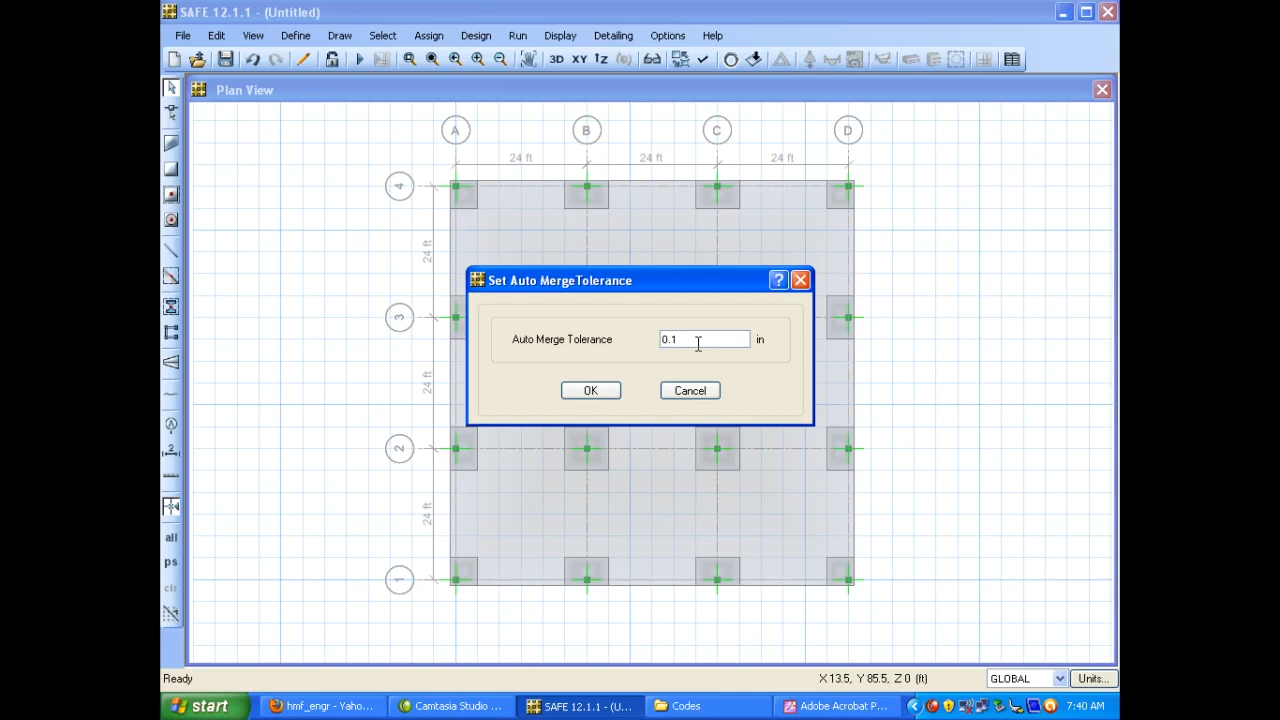 SAFE 12.1.1 - (Untitled)
File Edit View Define Draw Select Assign Design Run Display Detailing Options Help
3D XY
Plan View
A B C D
24 ft 24 ft 24 ft
4
24 ft
3
24 ft
2
24 ft
1
Set Auto MergeTolerance
Auto Merge Tolerance 0.1 in
OK Cancel
all
ps
clr
Ready X 13.5, Y 85.5, Z 0 (ft) GLOBAL Units...
start hmf_engr - Yaho... Camtasia Studio ... SAFE 12.1.1 - (U... Codes Adobe Acrobat P... 7:40 AM